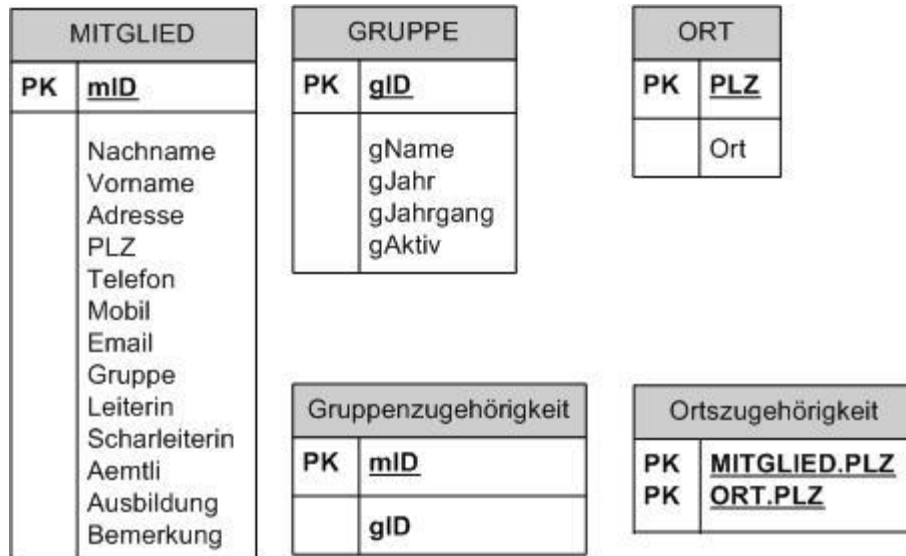 MITGLIED
PK mID
Nachname
Vorname
Adresse
PLZ
Telefon
Mobil
Email
Gruppe
Leiterin
Scharleiterin
Aemtli
Ausbildung
Bemerkung
GRUPPE
PK gID
gName
gJahr
gJahrgang
gAktiv
ORT
PK PLZ
Ort
Gruppenzugehörigkeit
PK mID
gID
Ortszugehörigkeit
PK MITGLIED.PLZ
PK ORT.PLZ